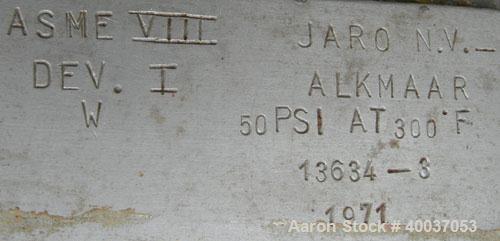 ASME VIII
DEV. I
W
JARO N.V.
ALKMAAR
50 PSI AT 300°F
13634-3
1971
Aaron Stock # 40037053